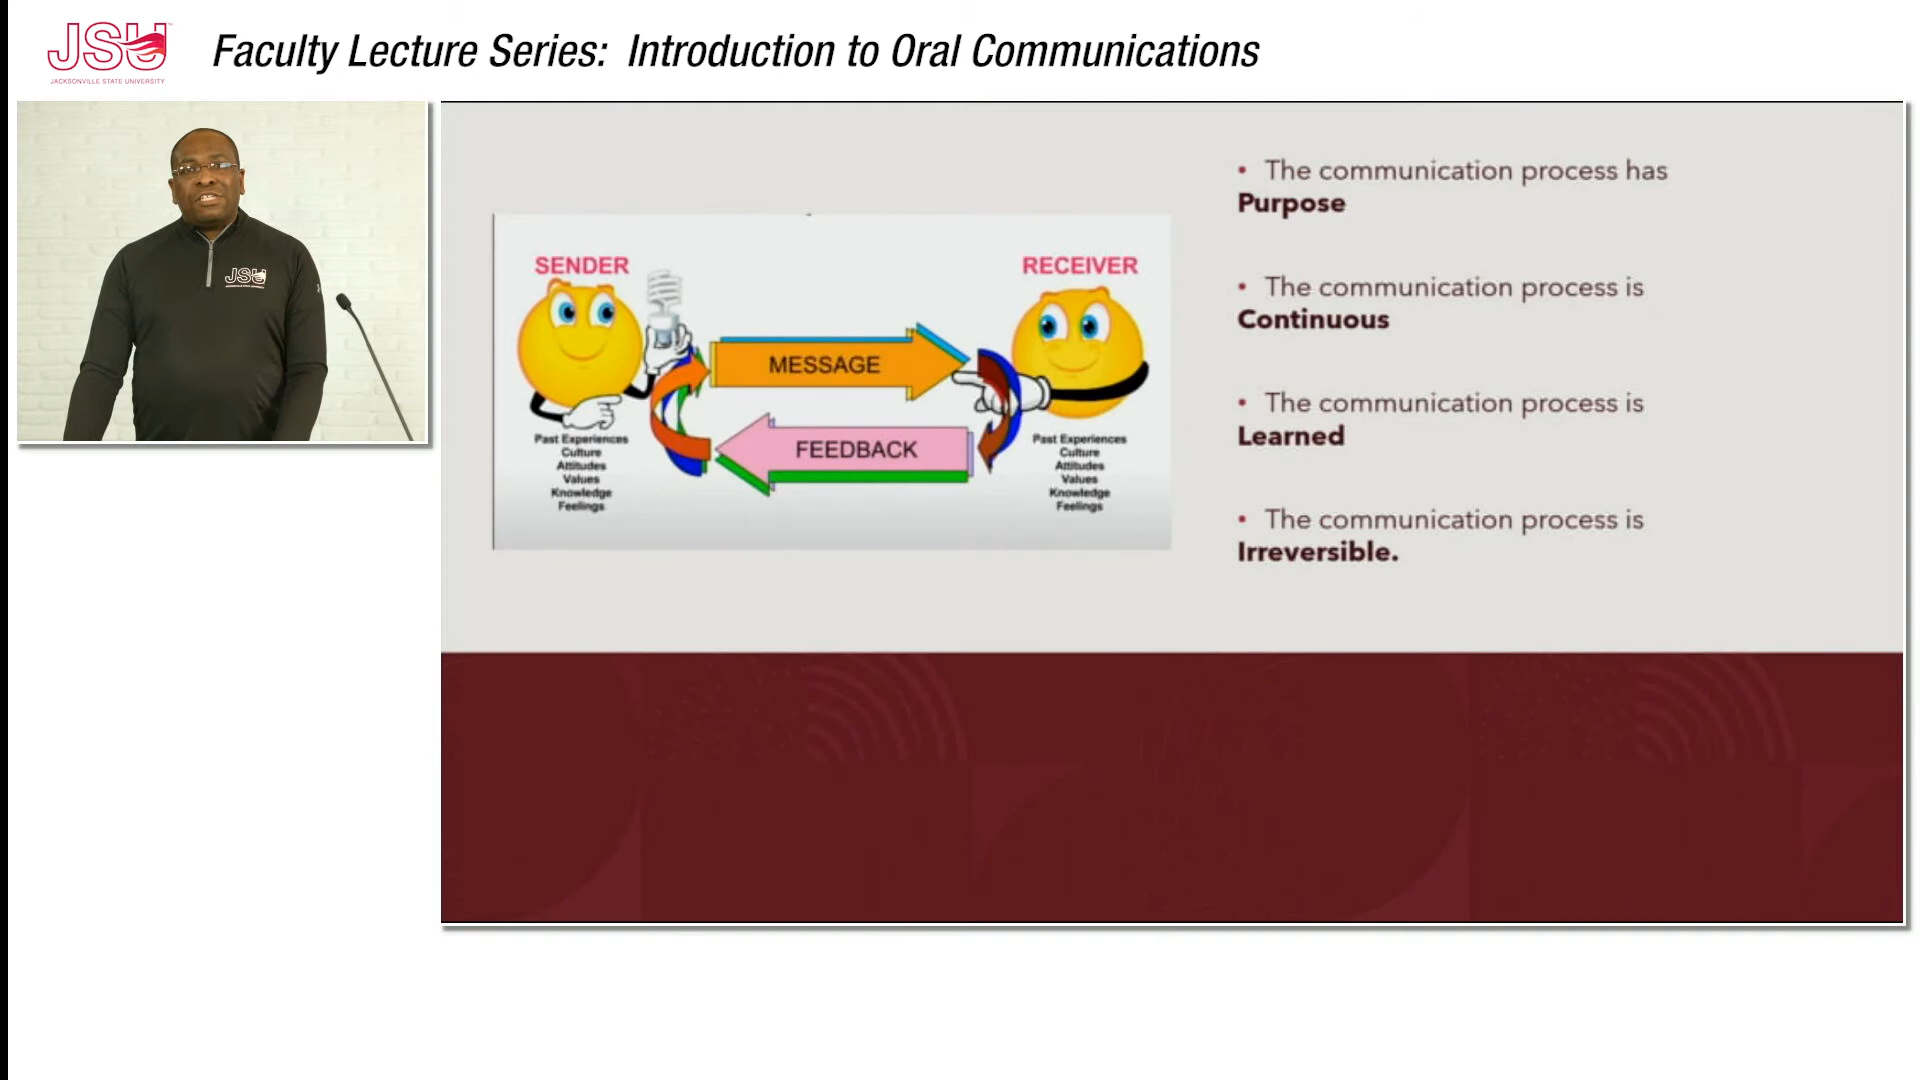 JSU
JACKSONVILLE STATE UNIVERSITY
Faculty Lecture Series: Introduction to Oral Communications
JSU
SENDER
RECEIVER
MESSAGE
FEEDBACK
Past Experiences
Culture
Attitudes
Values
Knowledge
Feelings
Past Experiences
Culture
Attitudes
Values
Knowledge
Feelings
• The communication process has
Purpose
• The communication process is
Continuous
• The communication process is
Learned
• The communication process is
Irreversible.